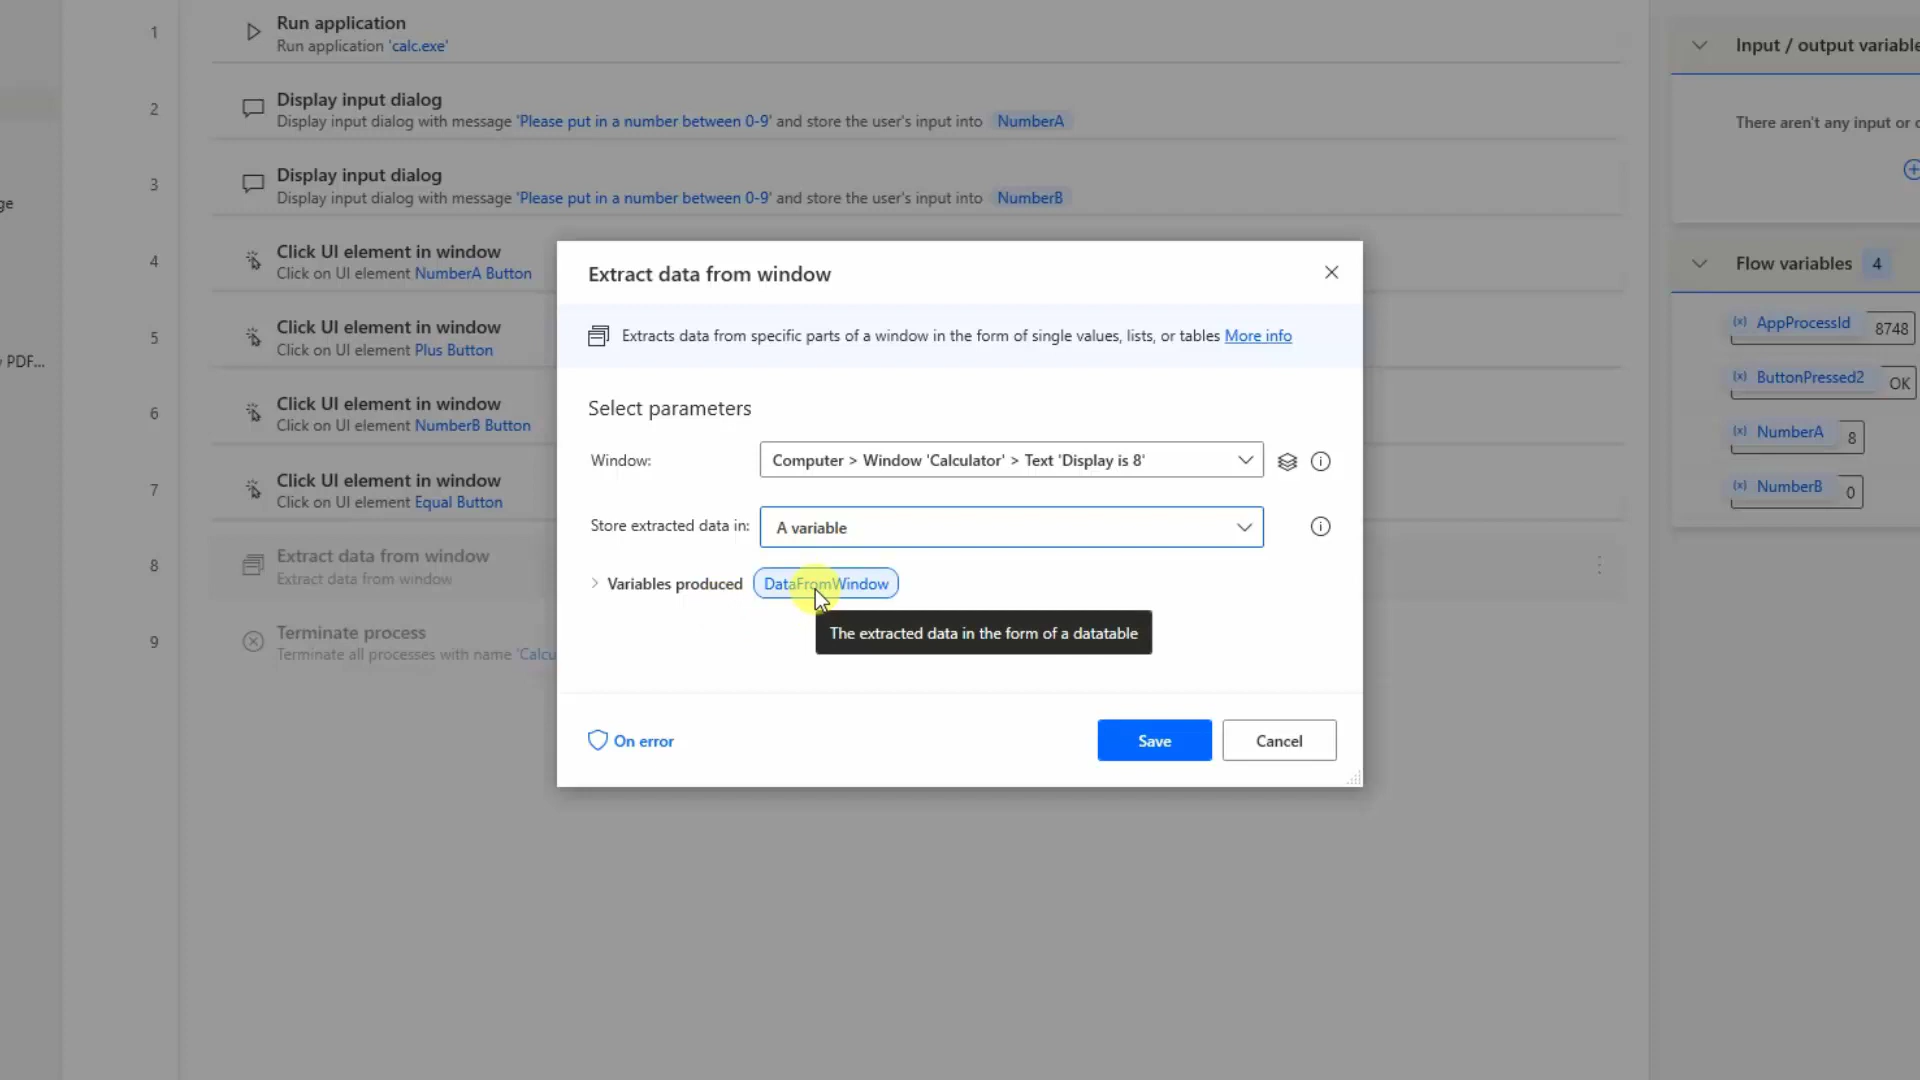 1
Run application
Run application 'calc.exe'
2
Display input dialog
Display input dialog with message 'Please put in a number between 0-9' and store the user's input into NumberA
3
Display input dialog
Display input dialog with message 'Please put in a number between 0-9' and store the user's input into NumberB
ge
4
Click UI element in window
Click on UI element NumberA Button
5
Click UI element in window
Click on UI element Plus Button
PDF...
6
Click UI element in window
Click on UI element NumberB Button
7
Click UI element in window
Click on UI element Equal Button
8
Extract data from window
Extract data from window
9
Terminate process
Terminate all processes with name 'Calcu
Extract data from window
Extracts data from specific parts of a window in the form of single values, lists, or tables More info
Select parameters
Window:
Computer > Window 'Calculator' > Text 'Display is 8'
Store extracted data in:
A variable
Variables produced
DataFromWindow
The extracted data in the form of a datatable
On error
Save
Cancel
Input / output variable
There aren't any input or
Flow variables 4
(x) AppProcessId 8748
(x) ButtonPressed2 OK
(x) NumberA 8
(x) NumberB 0